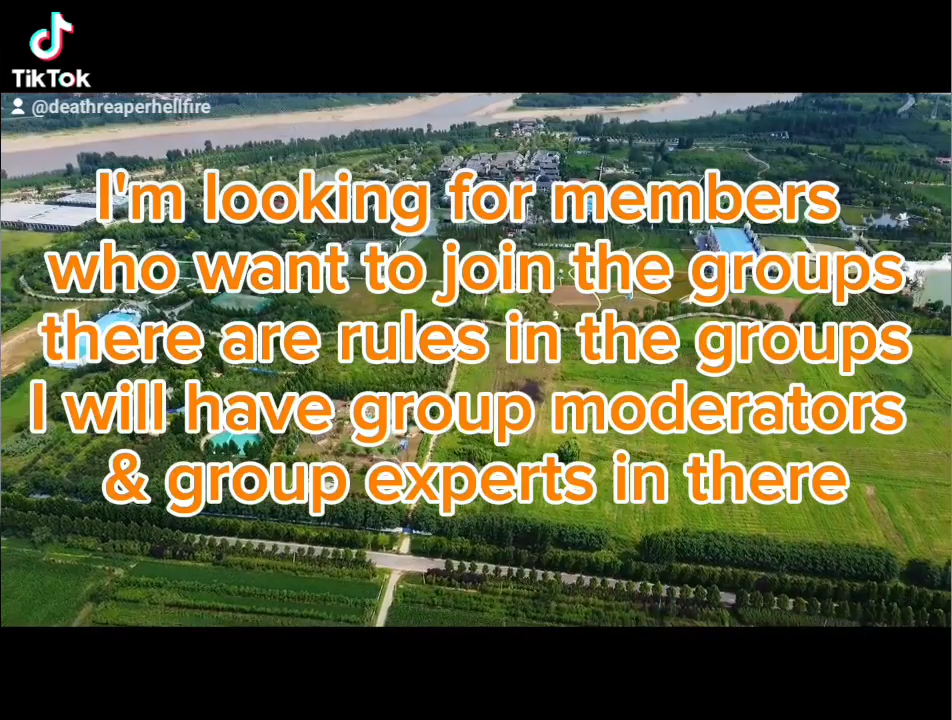 TikTok
@deathreaperhellfire
I'm looking for members
who want to join the groups
there are rules in the groups
I will have group moderators
& group experts in there